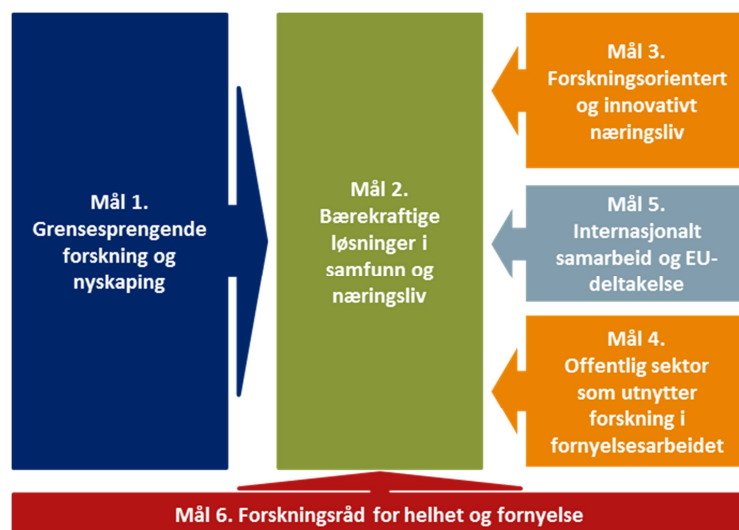 Mål 1.
Grensesprengende
forskning og
nyskaping
Mål 2.
Bærekraftige
løsninger i
samfunn og
næringsliv
Mål 3.
Forskningsorientert
og innovativt
næringsliv
Mål 5.
Internasjonalt
samarbeid og EU-
deltakelse
Mål 4.
Offentlig sektor
som utnytter
forskning i
fornyelsesarbeidet
Mål 6. Forskningsråd for helhet og fornyelse